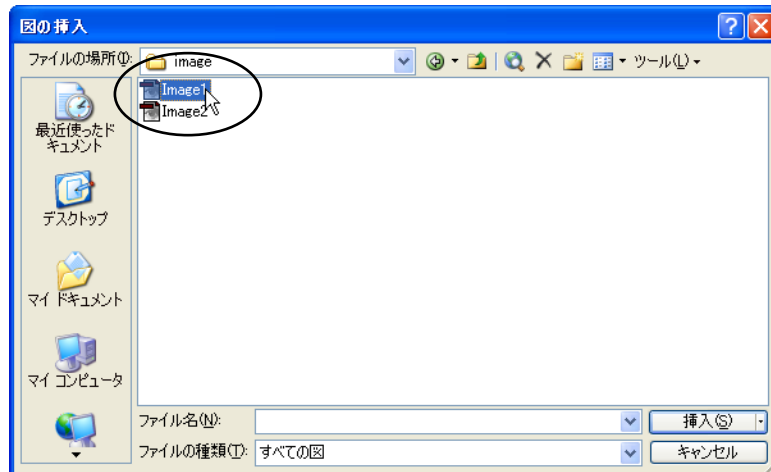 図の挿入
ファイルの場所(I):
image
ツール(L)
Image1
Image2
最近使ったド
キュメント
デスクトップ
マイ ドキュメント
マイ コンピュータ
ファイル名(N):
挿入(S)
ファイルの種類(T):
すべての図
キャンセル